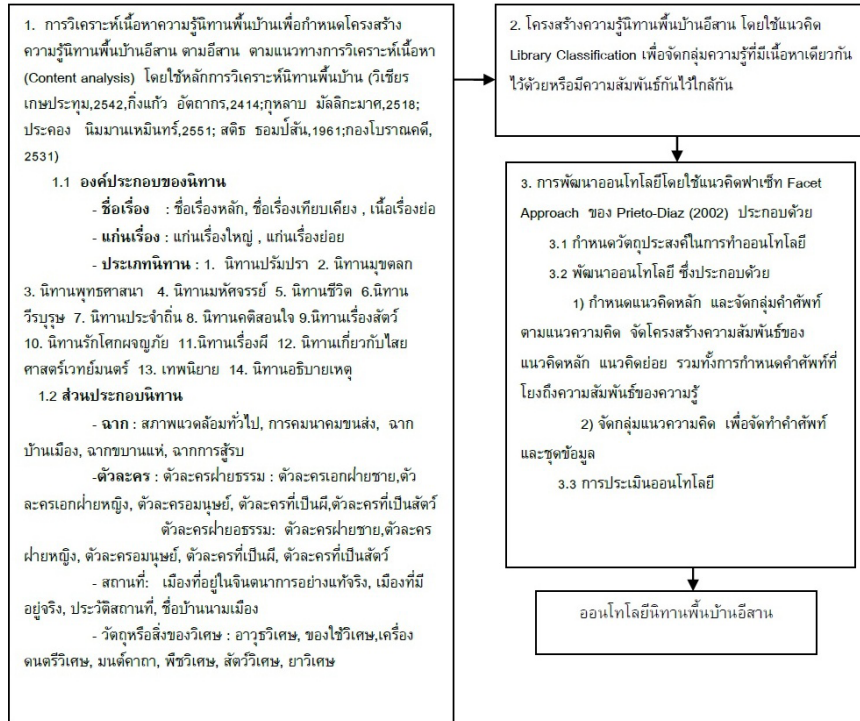 1. การวิเคราะห์เนื้อหาความรู้นิทานพื้นบ้านเพื่อกำหนดโครงสร้าง
ความรู้นิทานพื้นบ้านอีสาน ตามอีสาน ตามแนวทางการวิเคราะห์เนื้อหา
(Content analysis) โดยใช้หลักการวิเคราะห์นิทานพื้นบ้าน (วิเชียร
เกษประทุม,2542,กิ่งแก้ว อัตถากร,2414;กุหลาบ มัลลิกะมาศ,2518;
ประคอง นิมมานเหมินทร์,2551; สติธ ธอมป์สัน,1961;กองโบราณคดี,
2531)
1.1 องค์ประกอบของนิทาน
- ชื่อเรื่อง : ชื่อเรื่องหลัก, ชื่อเรื่องเทียบเคียง , เนื้อเรื่องย่อ
- แก่นเรื่อง : แก่นเรื่องใหญ่ , แก่นเรื่องย่อย
- ประเภทนิทาน : 1. นิทานปรัมปรา 2. นิทานมุขตลก
3. นิทานพุทธศาสนา 4. นิทานมหัศจรรย์ 5. นิทานชีวิต 6.นิทาน
วีรบุรุษ 7. นิทานประจำถิ่น 8. นิทานคติสอนใจ 9.นิทานเรื่องสัตว์
10. นิทานรักโศกผจญภัย 11.นิทานเรื่องผี 12. นิทานเกี่ยวกับไสย
ศาสตร์เวทย์มนตร์ 13. เทพนิยาย 14. นิทานอธิบายเหตุ
1.2 ส่วนประกอบนิทาน
- ฉาก : สภาพแวดล้อมทั่วไป, การคมนาคมขนส่ง, ฉาก
บ้านเมือง, ฉากขบวนแห่, ฉากการสู้รบ
-ตัวละคร : ตัวละครฝ่ายธรรม : ตัวละครเอกฝ่ายชาย,ตัว
ละครเอกฝ่ายหญิง, ตัวละครอมนุษย์, ตัวละครที่เป็นผี,ตัวละครที่เป็นสัตว์
ตัวละครฝ่ายอธรรม: ตัวละครฝ่ายชาย,ตัวละคร
ฝ่ายหญิง, ตัวละครอมนุษย์, ตัวละครที่เป็นผี, ตัวละครที่เป็นสัตว์
- สถานที่: เมืองที่อยู่ในจินตนาการอย่างแท้จริง, เมืองที่มี
อยู่จริง, ประวัติสถานที่, ชื่อบ้านนามเมือง
- วัตถุหรือสิ่งของวิเศษ : อาวุธวิเศษ, ของใช้วิเศษ,เครื่อง
ดนตรีวิเศษ, มนต์คาถา, พืชวิเศษ, สัตว์วิเศษ, ยาวิเศษ
2. โครงสร้างความรู้นิทานพื้นบ้านอีสาน โดยใช้แนวคิด
Library Classification เพื่อจัดกลุ่มความรู้ที่มีเนื้อหาเดียวกัน
ไว้ด้วยหรือมีความสัมพันธ์กันไว้ใกล้กัน
3. การพัฒนาออนโทโลยีโดยใช้แนวคิดฟาเซ็ท Facet
Approach ของ Prieto-Diaz (2002) ประกอบด้วย
3.1 กำหนดวัตถุประสงค์ในการทำออนโทโลยี
3.2 พัฒนาออนโทโลยี ซึ่งประกอบด้วย
1) กำหนดแนวคิดหลัก และจัดกลุ่มคำศัพท์
ตามแนวความคิด จัดโครงสร้างความสัมพันธ์ของ
แนวคิดหลัก แนวคิดย่อย รวมทั้งการกำหนดคำศัพท์ที่
โยงถึงความสัมพันธ์ของความรู้
2) จัดกลุ่มแนวความคิด เพื่อจัดทำคำศัพท์
และชุดข้อมูล
3.3 การประเมินออนโทโลยี
ออนโทโลยีนิทานพื้นบ้านอีสาน